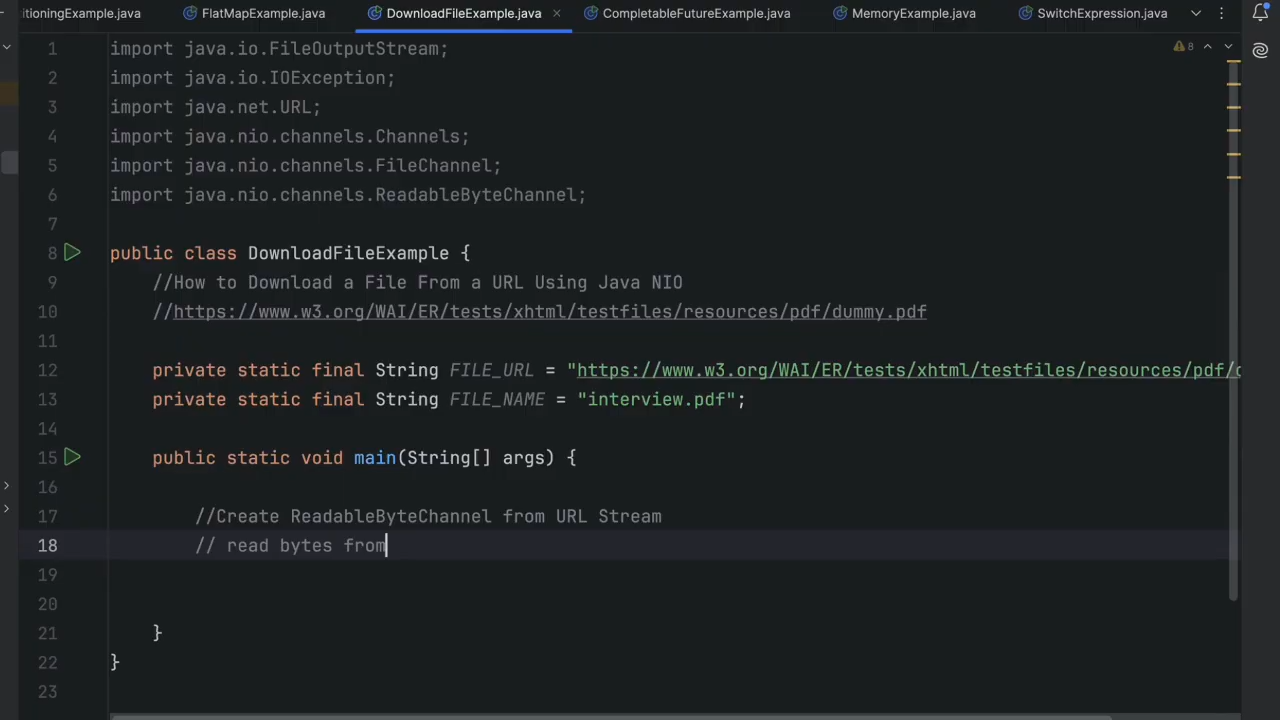 itioningExample.java FlatMapExample.java DownloadFileExample.java CompletableFutureExample.java MemoryExample.java SwitchExpression.java
1 import java.io.FileOutputStream; 8
2 import java.io.IOException;
3 import java.net.URL;
4 import java.nio.channels.Channels;
5 import java.nio.channels.FileChannel;
6 import java.nio.channels.ReadableByteChannel;
7
8 public class DownloadFileExample {
9 //How to Download a File From a URL Using Java NIO
10 //https://www.w3.org/WAI/ER/tests/xhtml/testfiles/resources/pdf/dummy.pdf
11
12 private static final String FILE_URL = "https://www.w3.org/WAI/ER/tests/xhtml/testfiles/resources/pdf/
13 private static final String FILE_NAME = "interview.pdf";
14
15 public static void main(String[] args) {
16
17 //Create ReadableByteChannel from URL Stream
18 // read bytes from
19
20
21 }
22 }
23